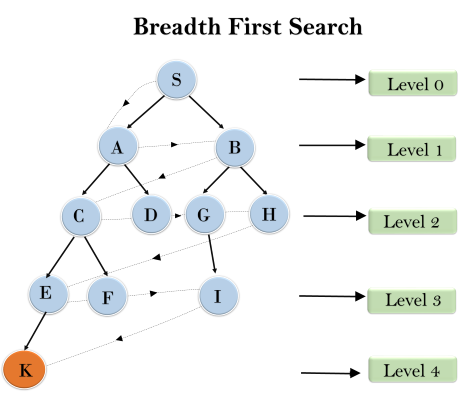 Breadth First Search
S
Level 0
A
B
Level 1
C
D
G
H
Level 2
E
F
I
Level 3
K
Level 4